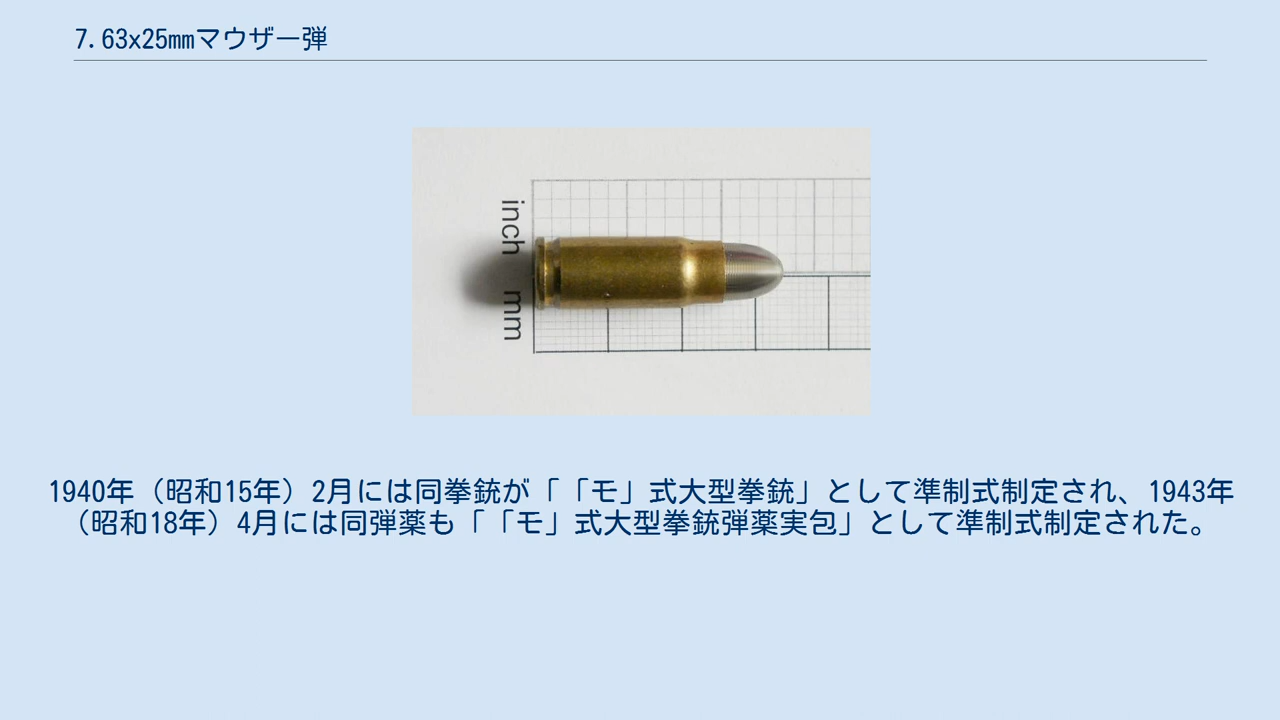 7.63x25mmマウザー弾
inch
mm
1940年（昭和15年）2月には同拳銃が「「モ」式大型拳銃」として準制式制定され、1943年
（昭和18年）4月には同弾薬も「「モ」式大型拳銃弾薬実包」として準制式制定された。